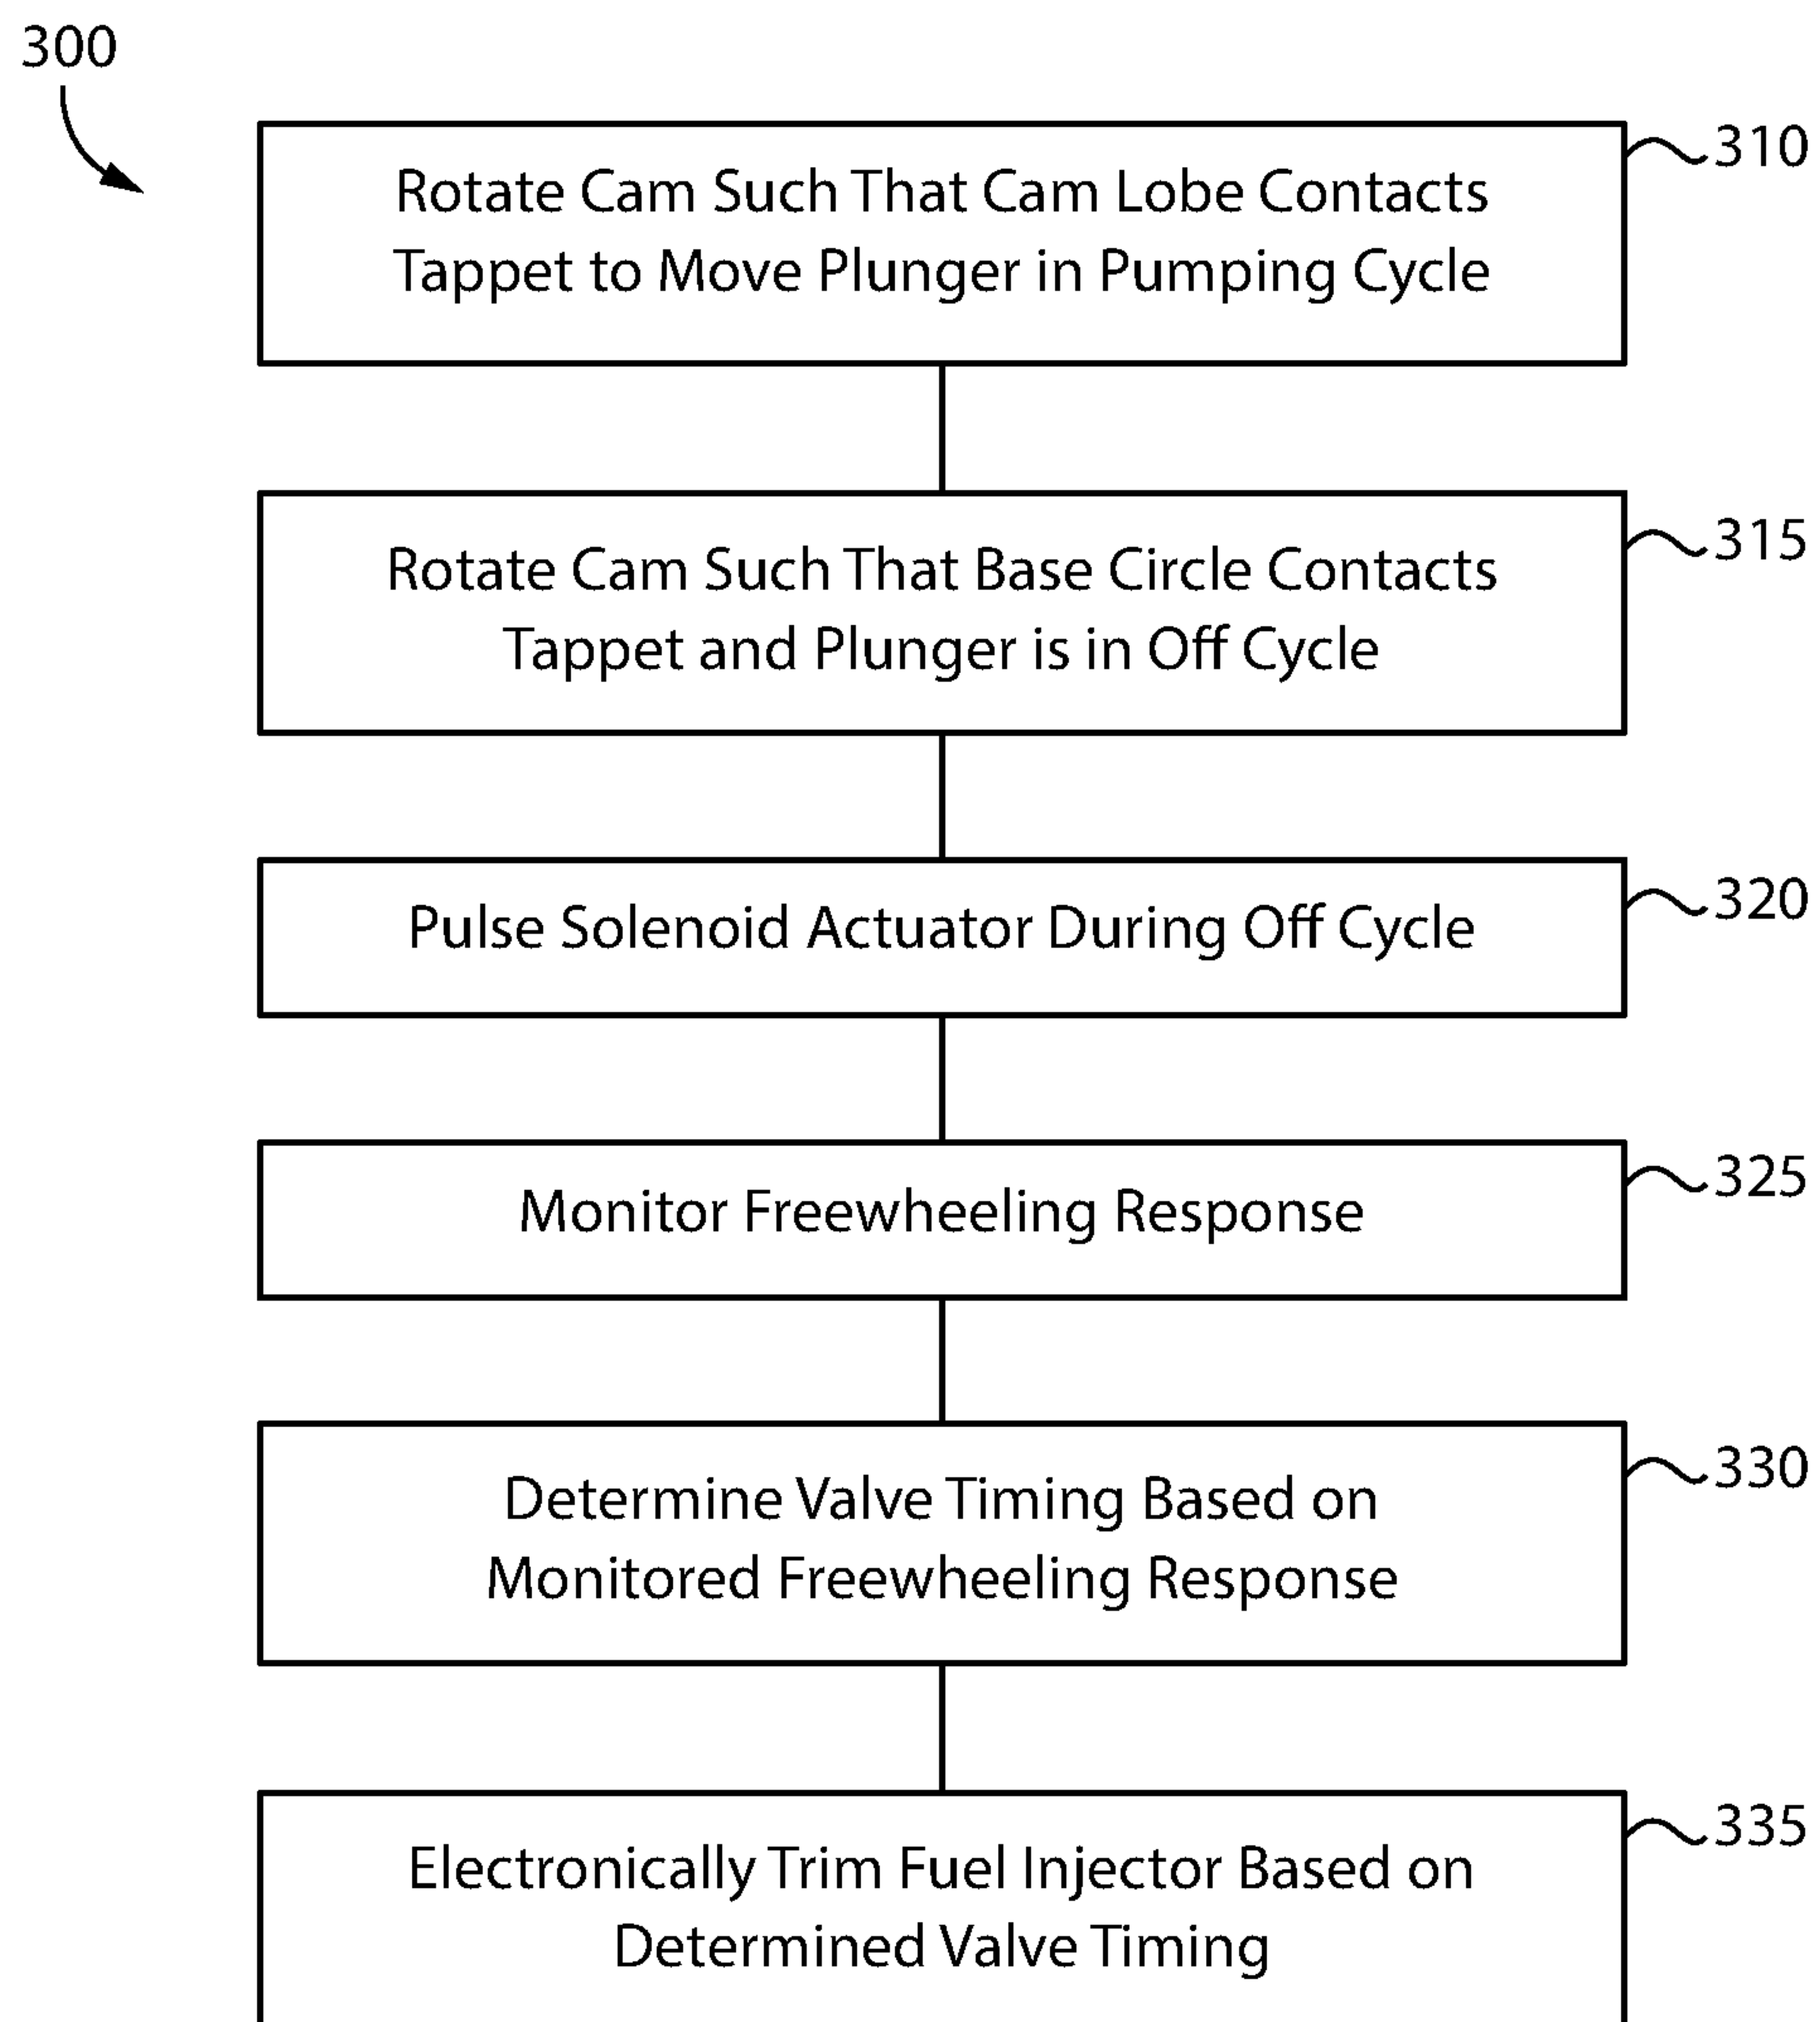 300
310
Rotate Cam Such That Cam Lobe Contacts
Tappet to Move Plunger in Pumping Cycle
315
Rotate Cam Such That Base Circle Contacts
Tappet and Plunger is in Off Cycle
320
Pulse Solenoid Actuator During Off Cycle
325
Monitor Freewheeling Response
330
Determine Valve Timing Based on
Monitored Freewheeling Response
335
Electronically Trim Fuel Injector Based on
Determined Valve Timing